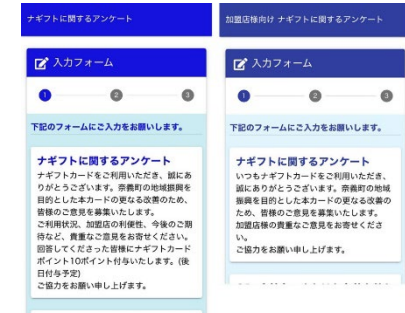 ナギフトに関するアンケート
入力フォーム
1 2 3
下記のフォームにご入力をお願いします。
ナギフトに関するアンケート
ナギフトカードをご利用いただき、誠にあ
りがとうございます。奈義町の地域振興を
目的とした本カードの更なる改善のため、
皆様のご意見を募集いたします。
ご利用状況、加盟店の利便性、今後のご期
待など、貴重なご意見をお寄せください。
回答してくださった皆様にナギフトカード
ポイント10ポイント付与いたします。(後
日付与予定)
ご協力をお願い申し上げます。
加盟店様向け ナギフトに関するアンケート
入力フォーム
1 2 3
下記のフォームにご入力をお願いします。
ナギフトに関するアンケート
いつもナギフトカードをご利用いただき、
誠にありがとうございます。奈義町の地域
振興を目的とした本カードの更なる改善の
ため、皆様のご意見を募集いたします。
加盟店様の貴重なご意見をお寄せくださ
い。
ご協力をお願い申し上げます。